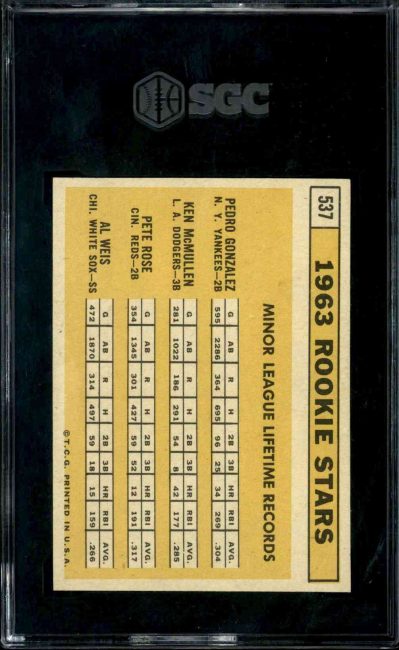 SGC
537
1963 ROOKIE STARS
MINOR LEAGUE LIFETIME RECORDS
PEDRO GONZALEZ
N. Y. YANKEES—2B
G AB R H 2B 3B HR RBI AVG.
595 2286 364 695 96 25 34 269 .304
KEN McMULLEN
L. A. DODGERS—3B
G AB R H 2B 3B HR RBI AVG.
281 1022 186 291 54 8 42 177 .285
PETE ROSE
CIN. REDS—2B
G AB R H 2B 3B HR RBI AVG.
354 1345 301 427 59 52 12 191 .317
AL WEIS
CHI. WHITE SOX—SS
G AB R H 2B 3B HR RBI AVG.
472 1870 314 497 59 18 15 159 .266
©T.C.G. PRINTED IN U.S.A.